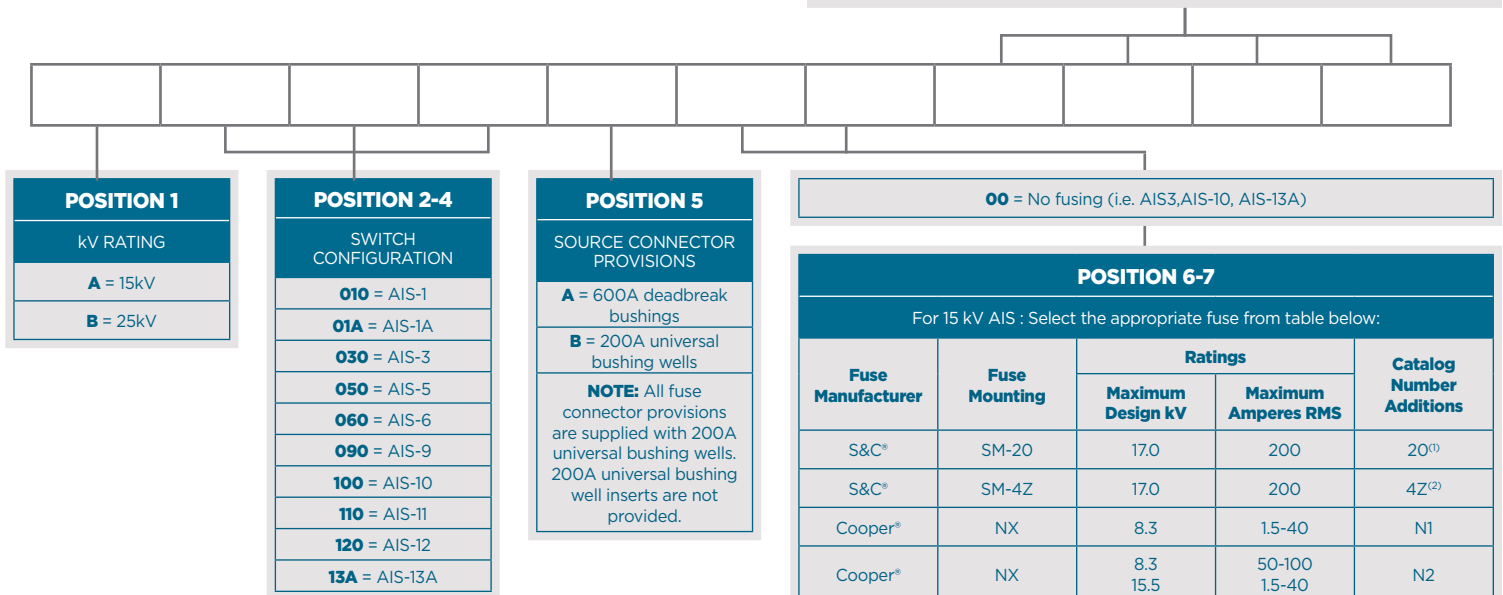 POSITION 1
kV RATING
A = 15kV
B = 25kV
POSITION 2-4
SWITCH
CONFIGURATION
010 = AIS-1
01A = AIS-1A
030 = AIS-3
050 = AIS-5
060 = AIS-6
090 = AIS-9
100 = AIS-10
110 = AIS-11
120 = AIS-12
13A = AIS-13A
POSITION 5
SOURCE CONNECTOR
PROVISIONS
A = 600A deadbreak
bushings
B = 200A universal
bushing wells
NOTE: All fuse
connector provisions
are supplied with 200A
universal bushing wells.
200A universal bushing
well inserts are not
provided.
00 = No fusing (i.e. AIS3,AIS-10, AIS-13A)
POSITION 6-7
For 15 kV AIS : Select the appropriate fuse from table below:
Fuse
Manufacturer
Fuse
Mounting
Ratings
Maximum
Design kV
Maximum
Amperes RMS
Catalog
Number
Additions
S&C® SM-20 17.0 200 20(1)
S&C® SM-4Z 17.0 200 4Z(2)
Cooper® NX 8.3 1.5-40 N1
Cooper® NX 8.3 50-100 N2
15.5 1.5-40